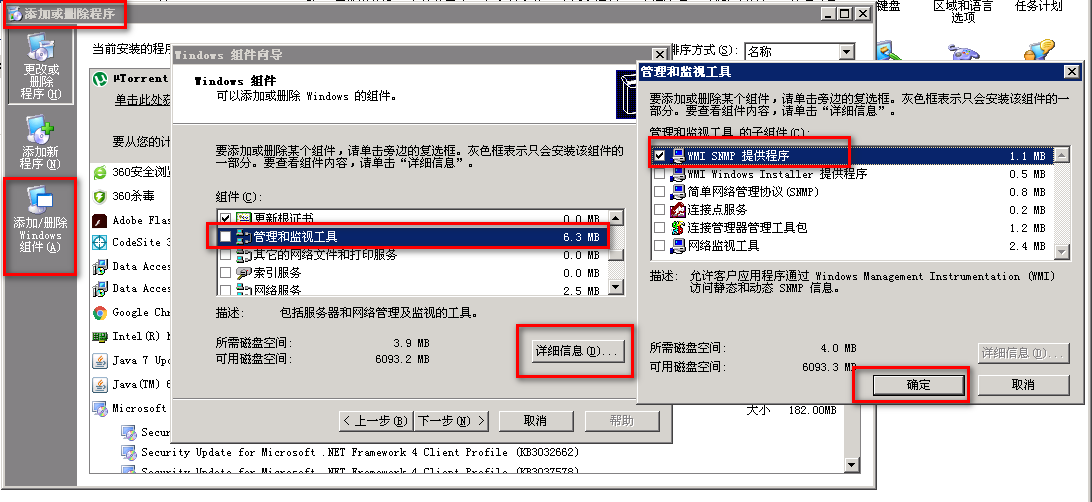 添加或删除程序
更改或
删除
程序(H)
添加新
程序(N)
添加/删除
Windows
组件(A)
当前安装的程
排序方式(S):
名称
µTorrent
单击此处获
要从您的计
360安全浏
360杀毒
Adobe Flas
CodeSite 3
Data Acces
Data Acces
Google Chr
Intel(R) N
Java 7 Upd
Java(TM) 6
Microsoft
大小
182.00MB
Secur
Security Update for Microsoft .NET Framework 4 Client Profile (KB3032662)
Security Update for Microsoft .NET Framework 4 Client Profile (KB3037578)
Windows 组件向导
Windows 组件
可以添加或删除 Windows 的组件。
要添加或删除某个组件，请单击旁边的复选框。灰色框表示只会安装该组件的
一部分。要查看组件内容，请单击“详细信息”。
组件(C):
更新根证书 0.0 MB
管理和监视工具 6.3 MB
其它的网络文件和打印服务 0.0 MB
索引服务 0.0 MB
网络服务 2.5 MB
描述: 包括服务器和网络管理及监视的工具。
所需磁盘空间: 3.9 MB
可用磁盘空间: 6093.2 MB
详细信息(D)...
< 上一步(B)
下一步(N) >
取消
帮助
键盘
区域和语言
选项
任务计划
管理和监视工具
要添加或删除某个组件，请单击旁边的复选框。灰色框表示只会安装该组件的一
部分。要查看组件内容，请单击“详细信息”。
管理和监视工具 的子组件(C):
WMI SNMP 提供程序 1.1 MB
WMI Windows Installer 提供程序 0.5 MB
简单网络管理协议(SNMP) 0.8 MB
连接点服务 0.2 MB
连接管理器管理工具包 1.2 MB
网络监视工具 2.4 MB
描述: 允许客户应用程序通过 Windows Management Instrumentation (WMI)
访问静态和动态 SNMP 信息。
所需磁盘空间: 4.0 MB
可用磁盘空间: 6093.3 MB
详细信息(D)...
确定
取消